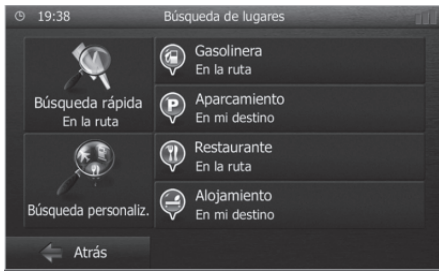 19:38 Búsqueda de lugares
Búsqueda rápida
En la ruta
Búsqueda personaliz.
Gasolinera
En la ruta
P
Aparcamiento
En mi destino
Restaurante
En la ruta
Alojamiento
En mi destino
Atrás